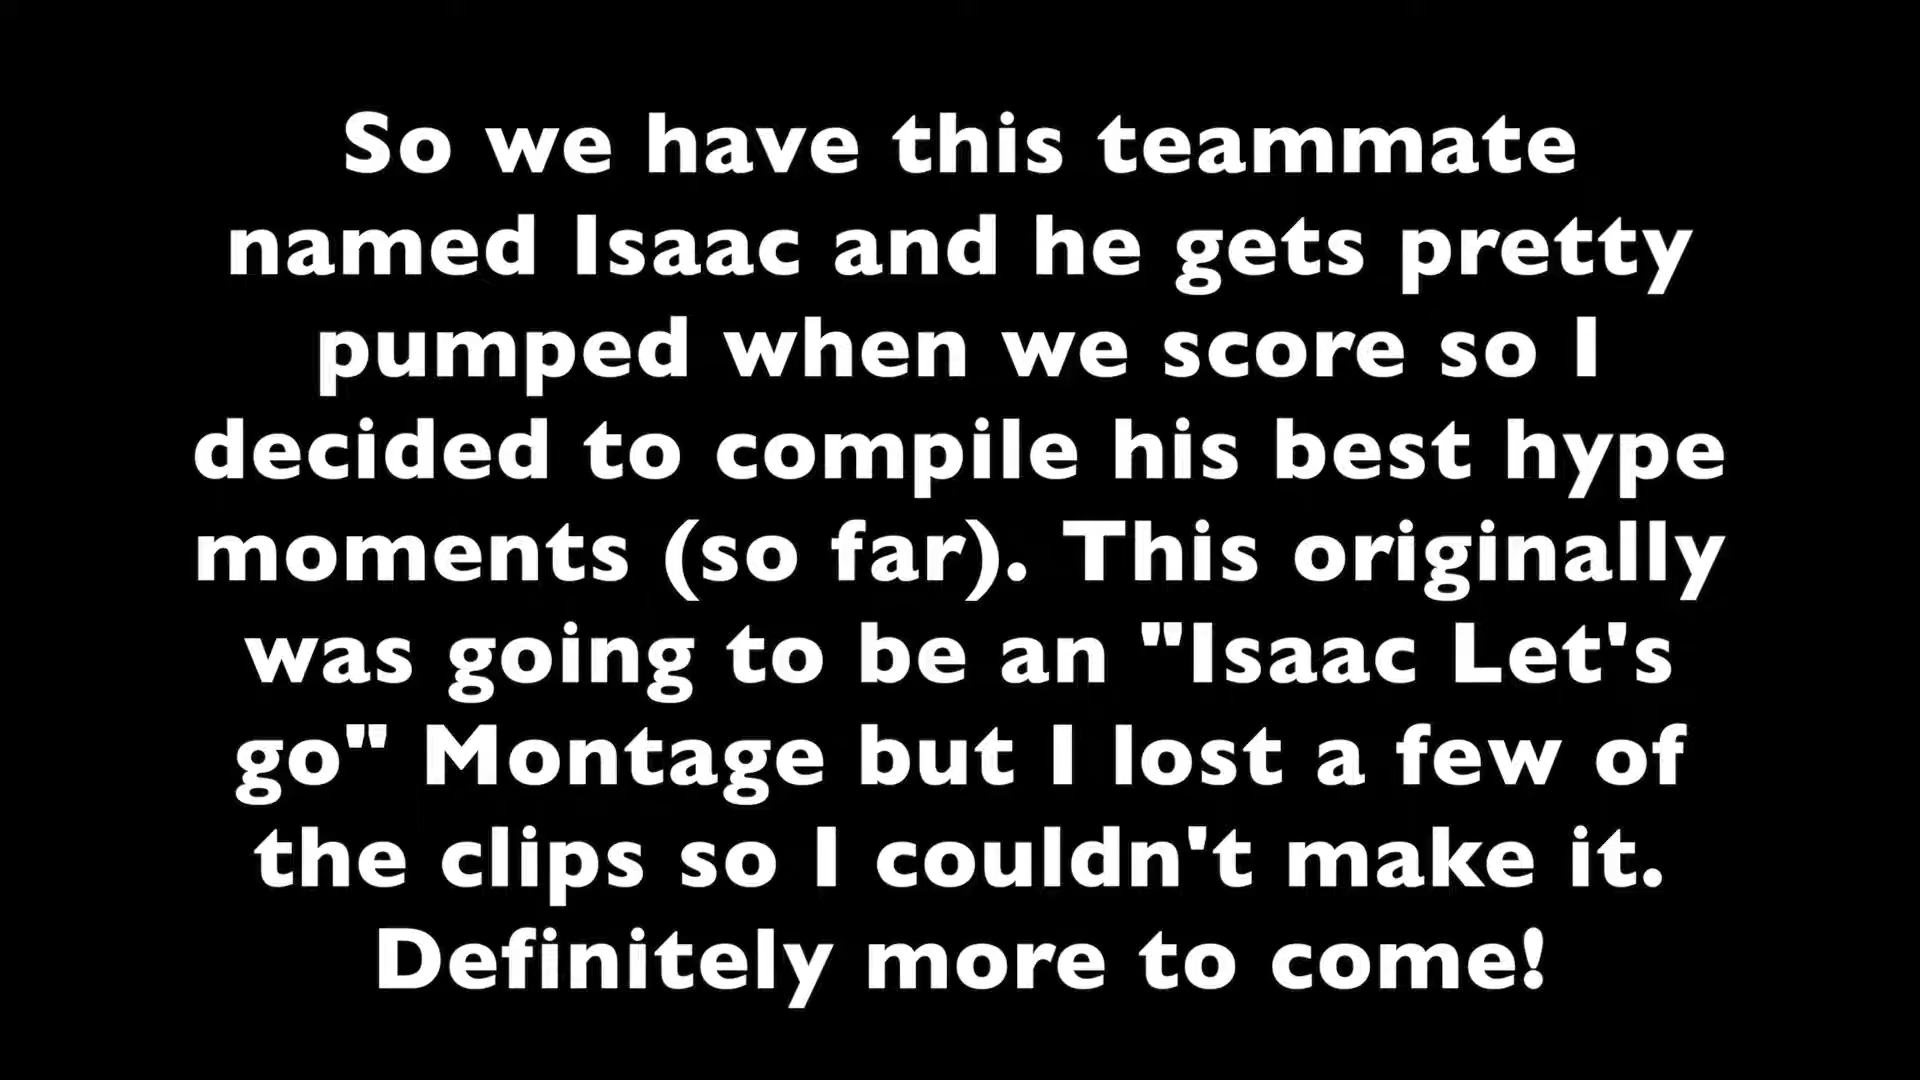 So we have this teammate
named Isaac and he gets pretty
pumped when we score so I
decided to compile his best hype
moments (so far). This originally
was going to be an "Isaac Let's
go" Montage but I lost a few of
the clips so I couldn't make it.
Definitely more to come!